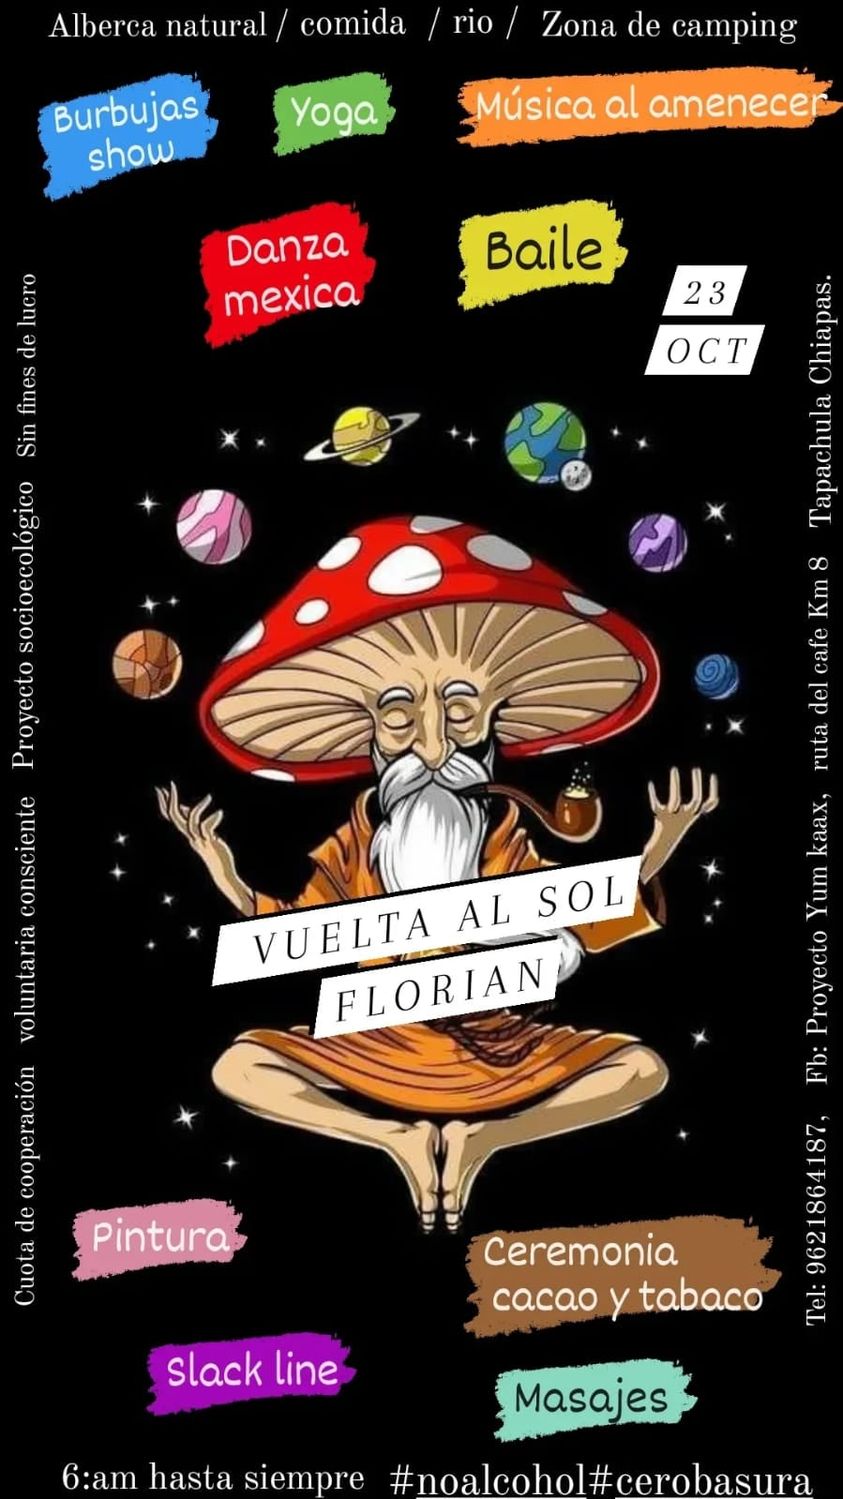 Alberca natural / comida / rio / Zona de camping
Burbujas
show
Yoga
Música al amenecer
Danza
mexica
Baile
23
OCT
Cuota de cooperación voluntaria consciente Proyecto socioecológico Sin fines de lucro
Tel: 9621864187, Fb: Proyecto Yum kaax, ruta del cafe Km 8 Tapachula Chiapas.
VUELTA AL SOL
FLORIAN
Pintura
Ceremonia
cacao y tabaco
Slack line
Masajes
6:am hasta siempre #noalcohol#cerobasura